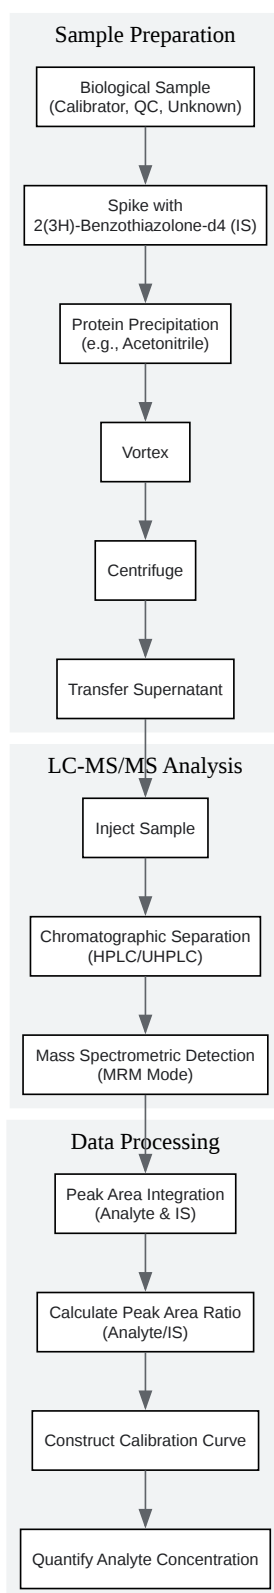 Sample Preparation
Biological Sample
(Calibrator, QC, Unknown)
Spike with
2(3H)-Benzothiazolone-d4 (IS)
Protein Precipitation
(e.g., Acetonitrile)
Vortex
Centrifuge
Transfer Supernatant
LC-MS/MS Analysis
Inject Sample
Chromatographic Separation
(HPLC/UHPLC)
Mass Spectrometric Detection
(MRM Mode)
Data Processing
Peak Area Integration
(Analyte & IS)
Calculate Peak Area Ratio
(Analyte/IS)
Construct Calibration Curve
Quantify Analyte Concentration